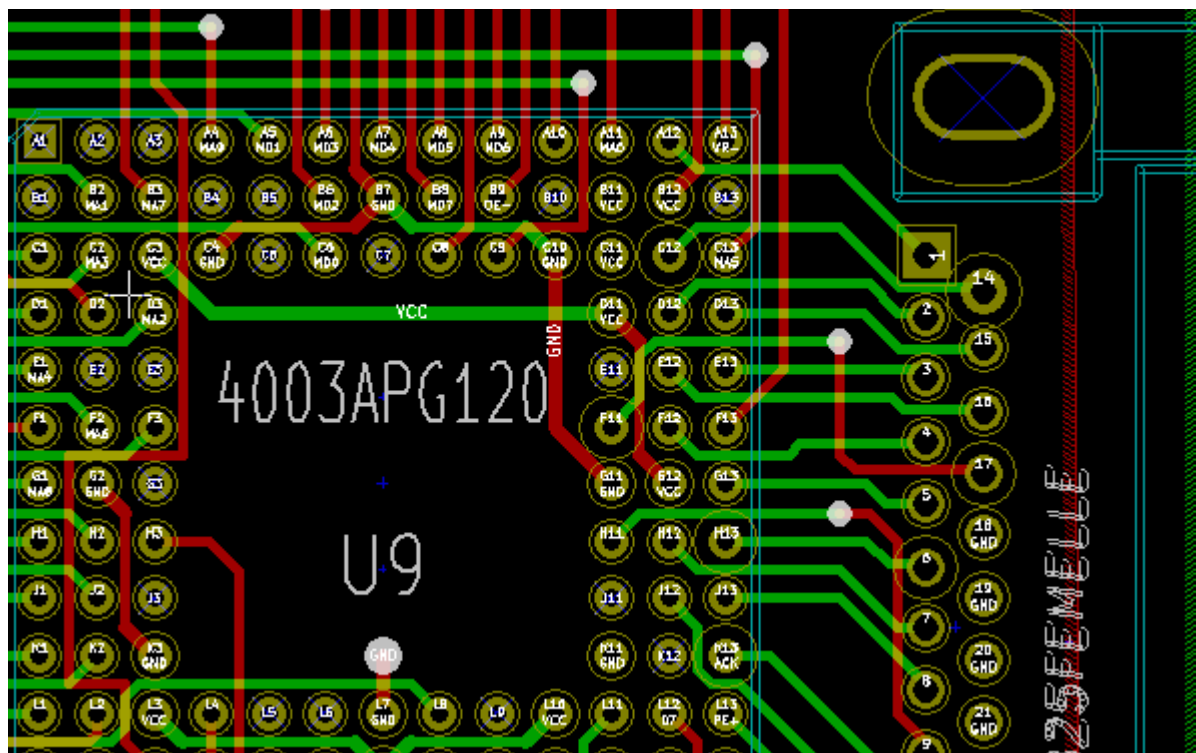 A1 A2 A3 A4 MA0 A5 MD1 A6 MD3 A7 MD4 A8 MD5 A9 MD6 A10 A11 MA0 A12 A13 VR-
B1 B2 MA1 B3 MA7 B4 B5 B6 MD2 B7 GND B8 MD7 B9 OE- B10 B11 VCC B12 VCC B13
C1 C2 MA3 C3 VCC C4 GND C6 MD0 C7 C8 C9 C10 GND C11 VCC C12 C13 MA5
1
14
D1 D2 D3 MA2 VCC D11 VCC D12 D13 2
GND
15
E1 MA4 E2 E3 4003APG120 E11 E12 E13 3
16
F1 F2 MA6 F3 F11 F12 F13 4
17
G1 MA8 G2 GND G3 G11 GND G12 VCC G13 5
18 GND
H1 H2 H3 U9 H11 H12 H13 6
19 GND
J1 J2 J3 J11 J12 J13 7
20 GND
K1 K2 K3 GND GND K11 GND K12 K13 ACK 8
21 GND
L1 L2 L3 VCC L4 L5 L6 L7 GND L8 L9 L10 VCC L11 L12 D7 L13 PE+ 9
25FEMELLE